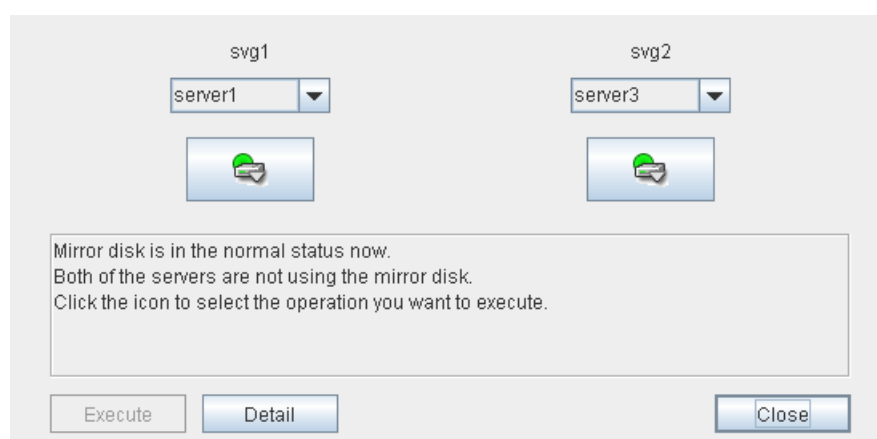 svg1 svg2
server1 server3
Mirror disk is in the normal status now.
Both of the servers are not using the mirror disk.
Click the icon to select the operation you want to execute.
Execute Detail Close